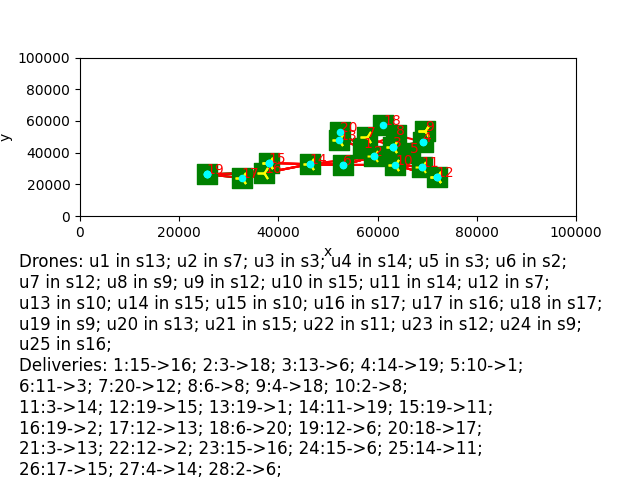 100000
80000
60000
40000
20000
0
0 20000 40000 60000 80000 100000
y
x
Drones: u1 in s13; u2 in s7; u3 in s3; u4 in s14; u5 in s3; u6 in s2;
u7 in s12; u8 in s9; u9 in s12; u10 in s15; u11 in s14; u12 in s7;
u13 in s10; u14 in s15; u15 in s10; u16 in s17; u17 in s16; u18 in s17;
u19 in s9; u20 in s13; u21 in s15; u22 in s11; u23 in s12; u24 in s9;
u25 in s16;
Deliveries: 1:15->16; 2:3->18; 3:13->6; 4:14->19; 5:10->1;
6:11->3; 7:20->12; 8:6->8; 9:4->18; 10:2->8;
11:3->14; 12:19->15; 13:19->1; 14:11->19; 15:19->11;
16:19->2; 17:12->13; 18:6->20; 19:12->6; 20:18->17;
21:3->13; 22:12->2; 23:15->16; 24:15->6; 25:14->11;
26:17->15; 27:4->14; 28:2->6;